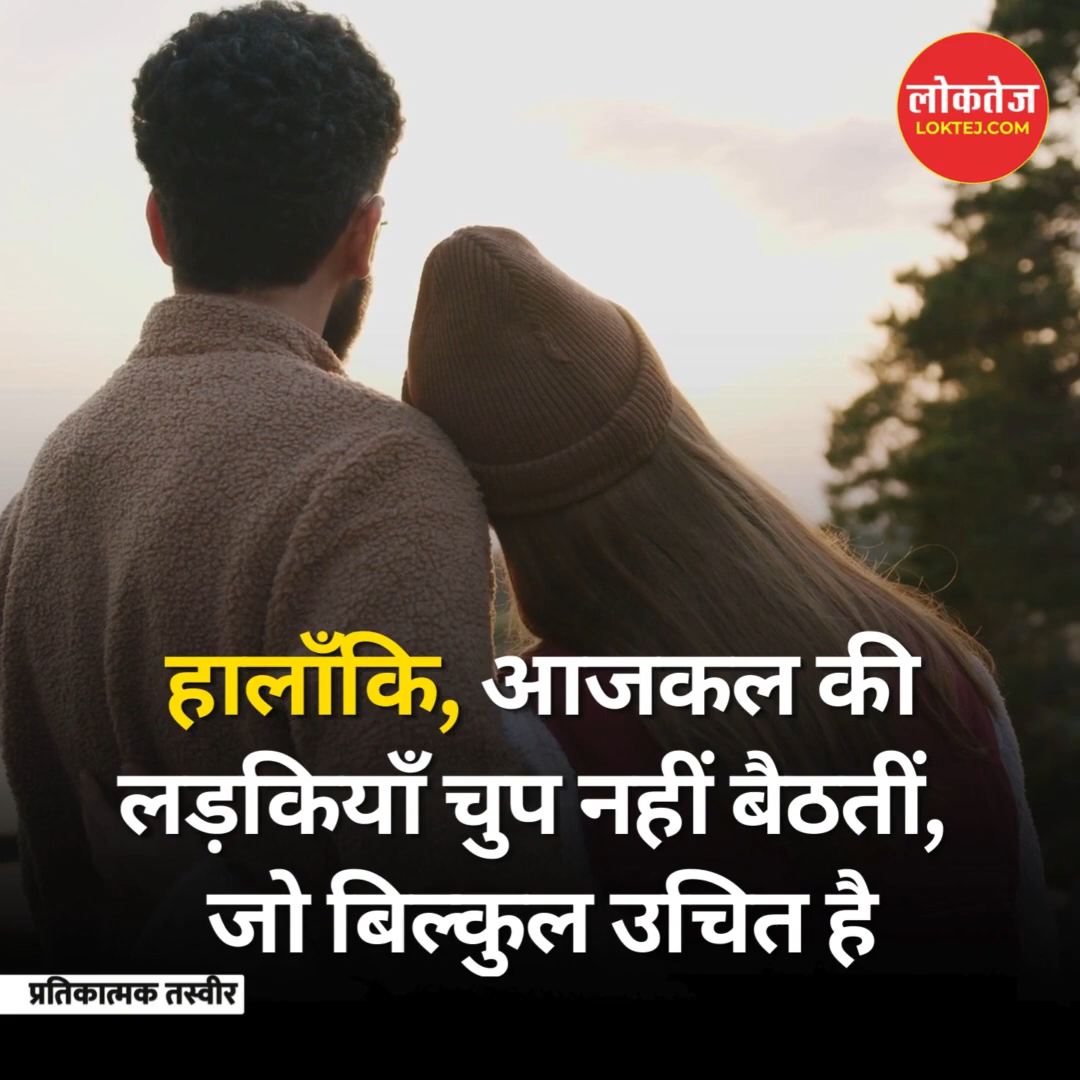 लोकतेज
LOKTEJ.COM
हालाँकि, आजकल की
लड़कियाँ चुप नहीं बैठतीं,
जो बिल्कुल उचित है
प्रतिकात्मक तस्वीर